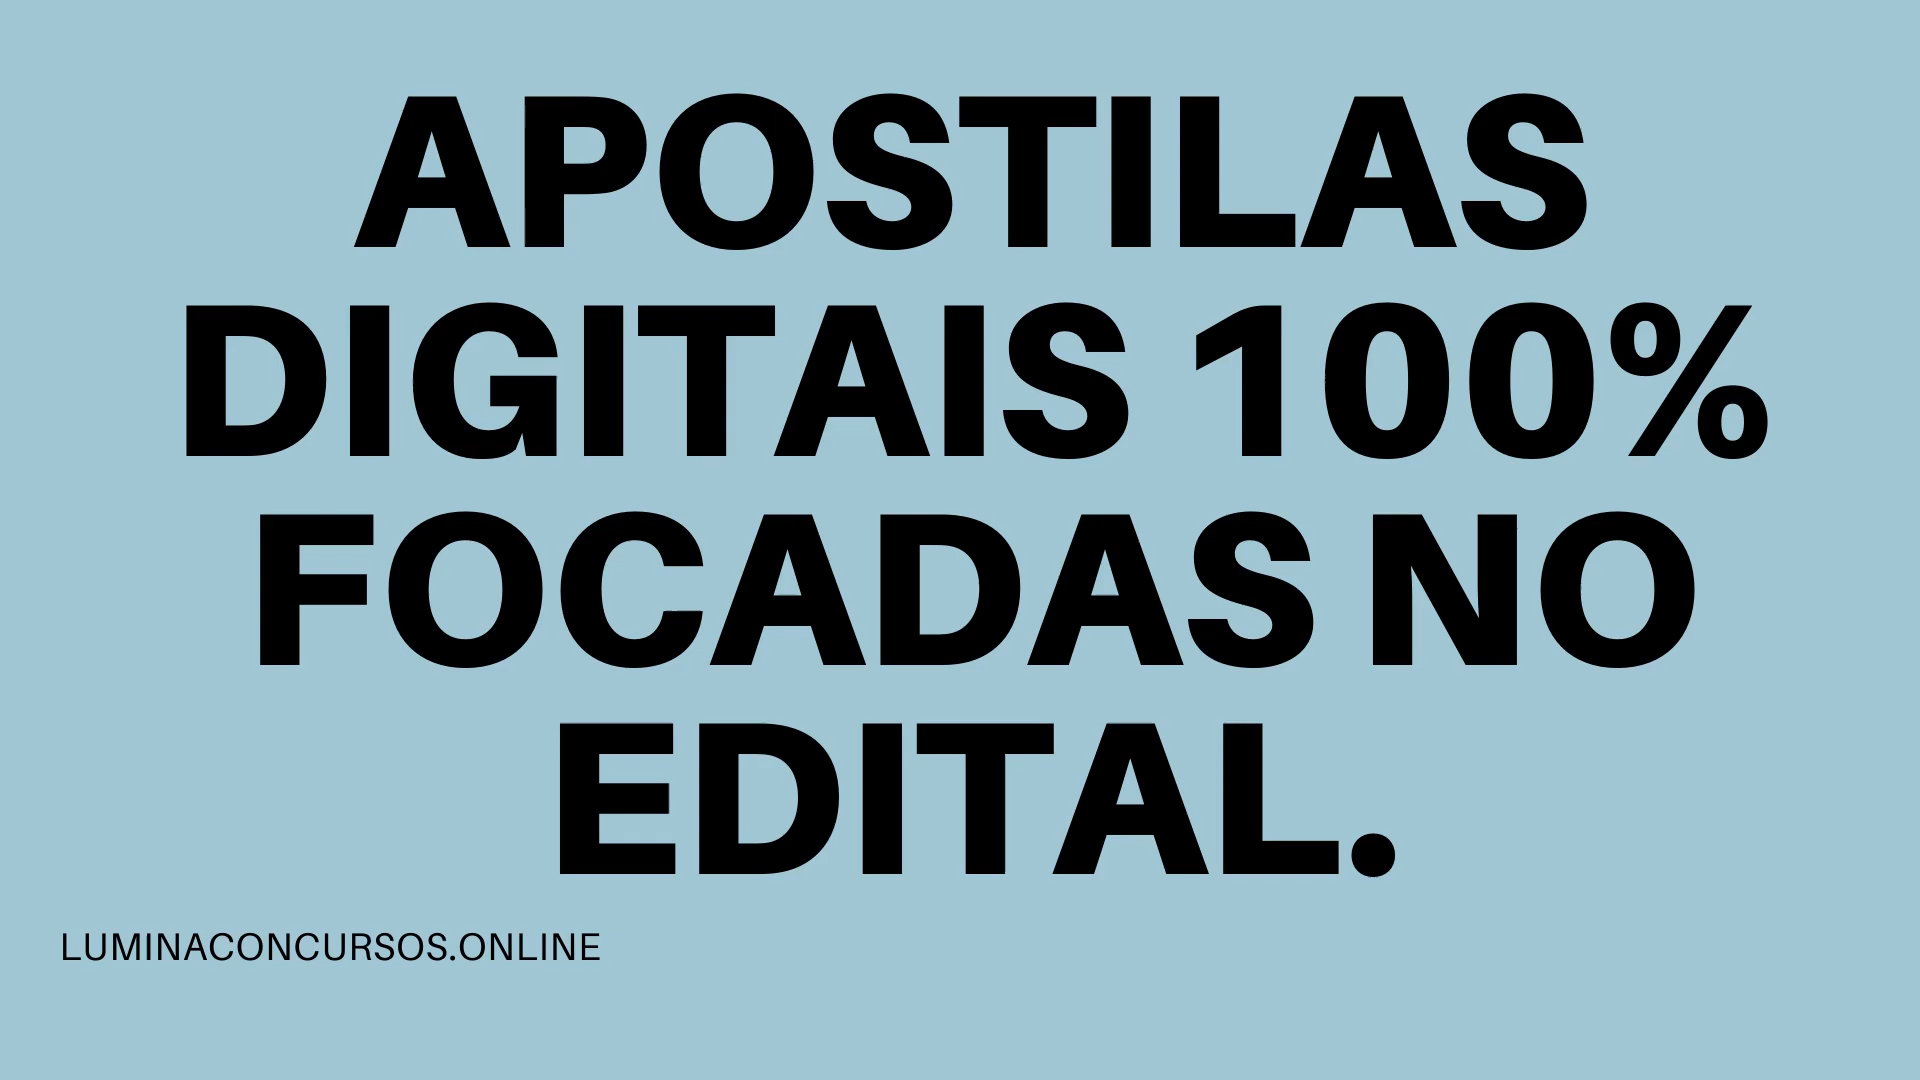 APOSTILAS
DIGITAIS 100%
FOCADAS NO
EDITAL.
LUMINACONCURSOS.ONLINE